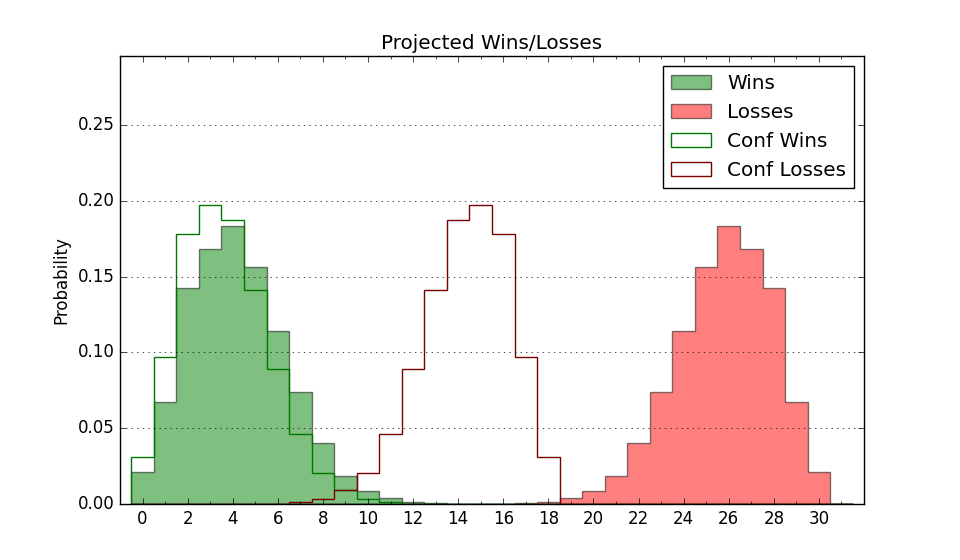 Projected Wins/Losses
Wins
Losses
Conf Wins
Conf Losses
Probability
0.25
0.20
0.15
0.10
0.05
0.00
0 2 4 6 8 10 12 14 16 18 20 22 24 26 28 30